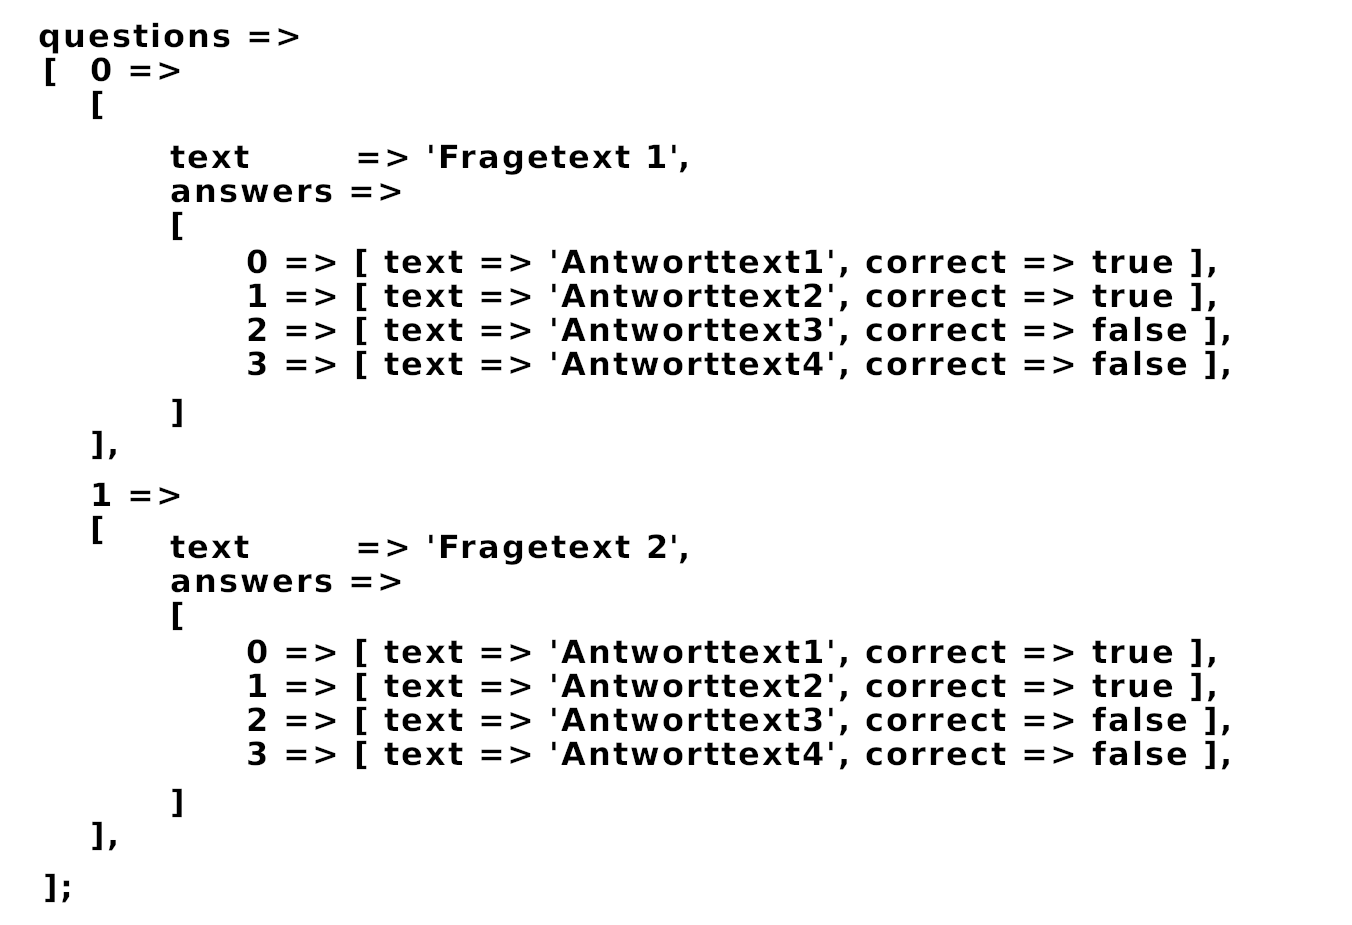 questions =>
[ 0 =>
[
text => 'Fragetext 1',
answers =>
[
0 => [ text => 'Antworttext1', correct => true ],
1 => [ text => 'Antworttext2', correct => true ],
2 => [ text => 'Antworttext3', correct => false ],
3 => [ text => 'Antworttext4', correct => false ],
]
],
1 =>
[
text => 'Fragetext 2',
answers =>
[
0 => [ text => 'Antworttext1', correct => true ],
1 => [ text => 'Antworttext2', correct => true ],
2 => [ text => 'Antworttext3', correct => false ],
3 => [ text => 'Antworttext4', correct => false ],
]
],
];